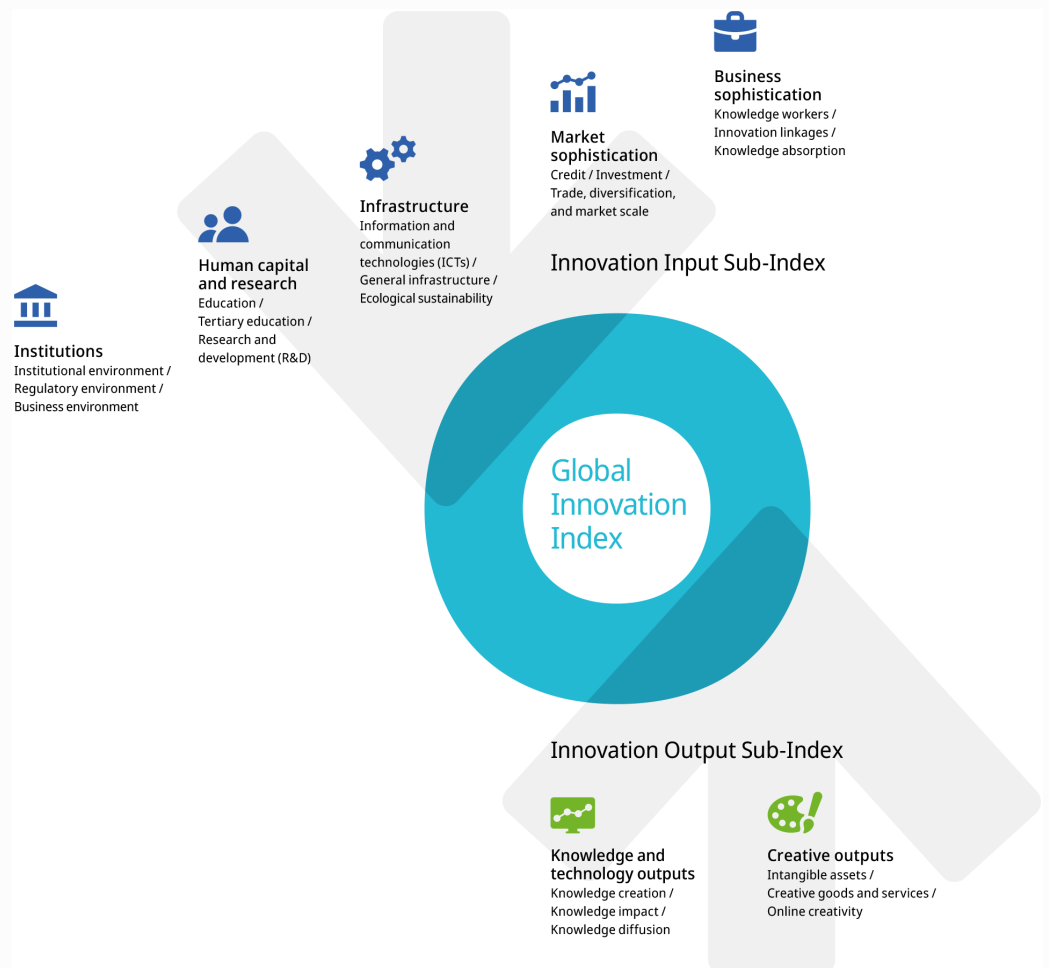 Business
sophistication
Knowledge workers /
Innovation linkages /
Knowledge absorption
Market
sophistication
Credit / Investment /
Trade, diversification,
and market scale
Infrastructure
Information and
communication
technologies (ICTs) /
General infrastructure /
Ecological sustainability
Human capital
and research
Education /
Tertiary education /
Research and
development (R&D)
Institutions
Institutional environment /
Regulatory environment /
Business environment
Innovation Input Sub-Index
Global
Innovation
Index
Innovation Output Sub-Index
Knowledge and
technology outputs
Knowledge creation /
Knowledge impact /
Knowledge diffusion
Creative outputs
Intangible assets /
Creative goods and services /
Online creativity